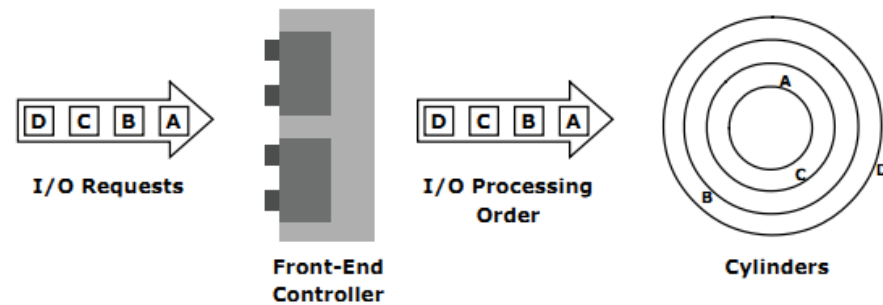 D C B A
I/O Requests
Front-End
Controller
D C B A
I/O Processing
Order
A
C
B
D
Cylinders